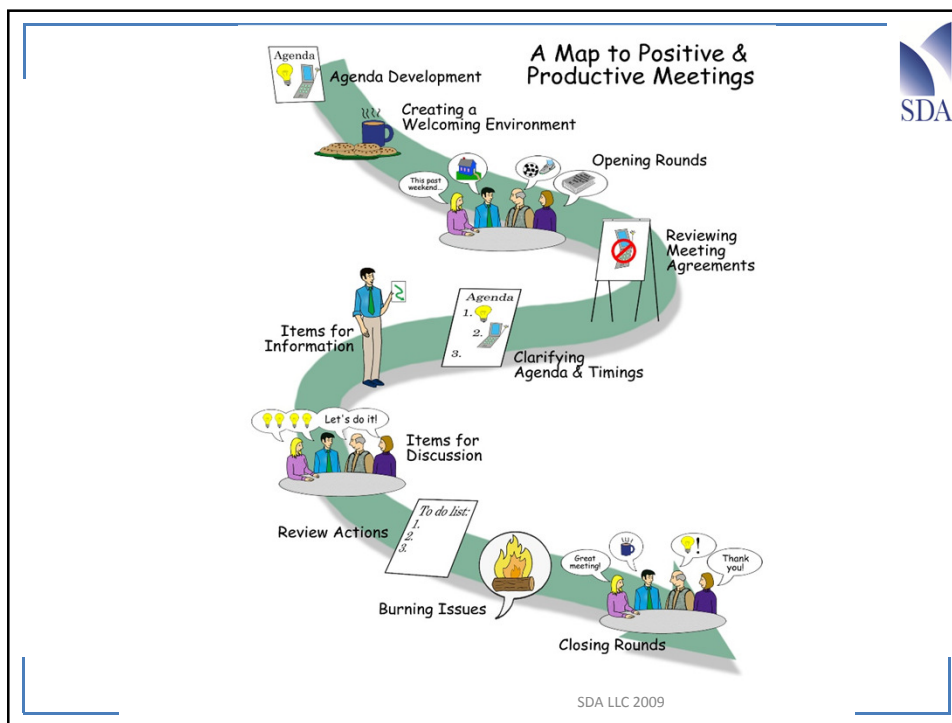 A Map to Positive &
Productive Meetings
SDA
Agenda
Agenda Development
Creating a
Welcoming Environment
Opening Rounds
This past
weekend...
Reviewing
Meeting
Agreements
Agenda
1.
2.
3.
Clarifying
Agenda & Timings
Items for
Information
Let's do it!
Items for
Discussion
To do list:
1.
2.
3.
Review Actions
Burning Issues
Great
meeting!
!
Thank
you!
Closing Rounds
SDA LLC 2009